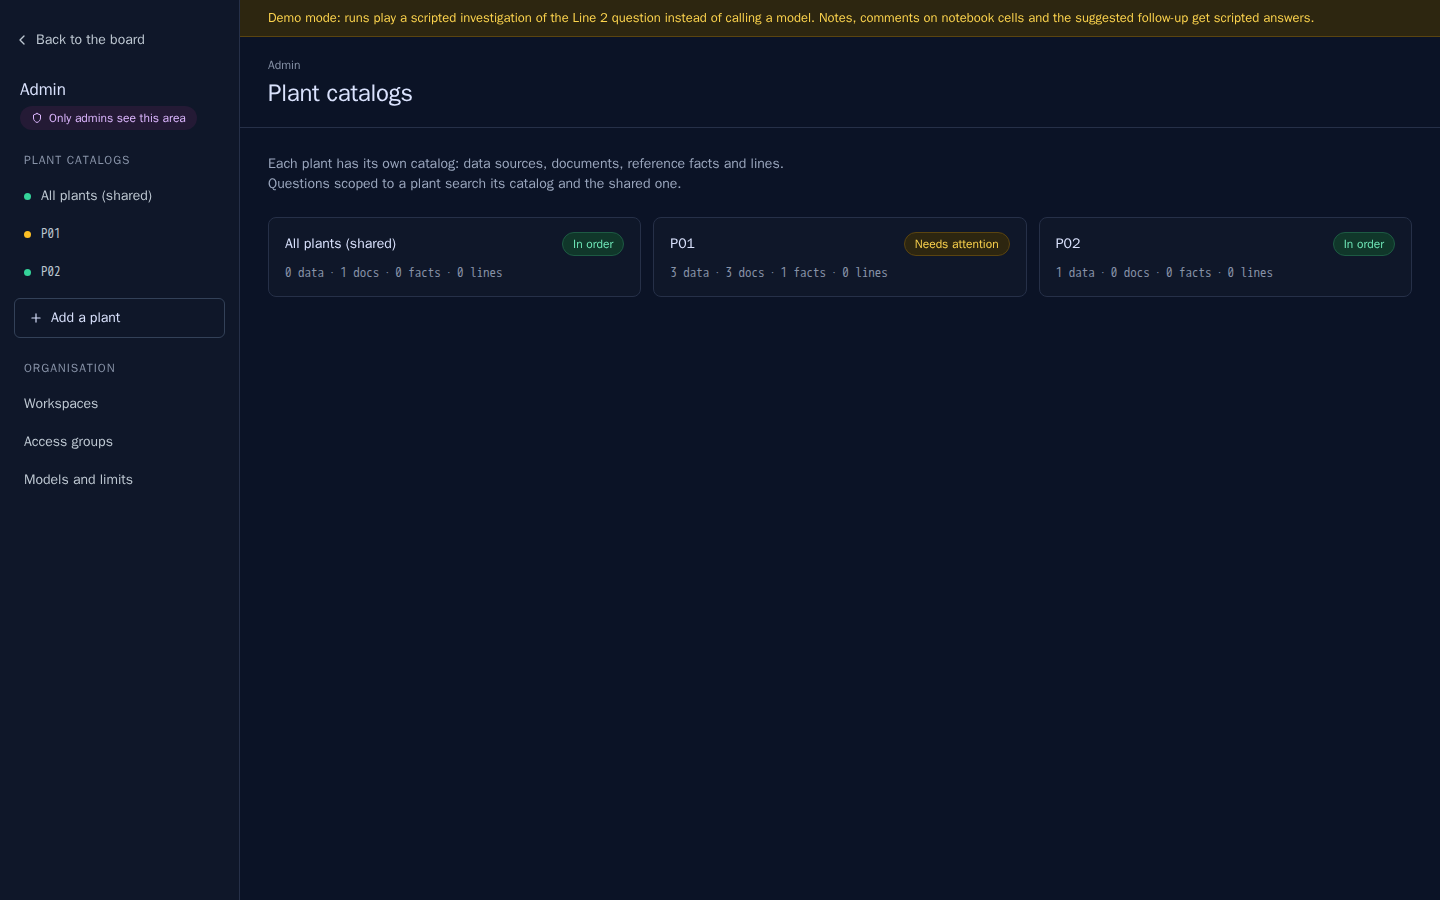 Demo mode: runs play a scripted investigation of the Line 2 question instead of calling a model. Notes, comments on notebook cells and the suggested follow-up get scripted answers.
Back to the board
Admin
Only admins see this area
PLANT CATALOGS
All plants (shared)
P01
P02
Add a plant
ORGANISATION
Workspaces
Access groups
Models and limits
Admin
Plant catalogs
Each plant has its own catalog: data sources, documents, reference facts and lines.
Questions scoped to a plant search its catalog and the shared one.
All plants (shared)
In order
0 data · 1 docs · 0 facts · 0 lines
P01
Needs attention
3 data · 3 docs · 1 facts · 0 lines
P02
In order
1 data · 0 docs · 0 facts · 0 lines